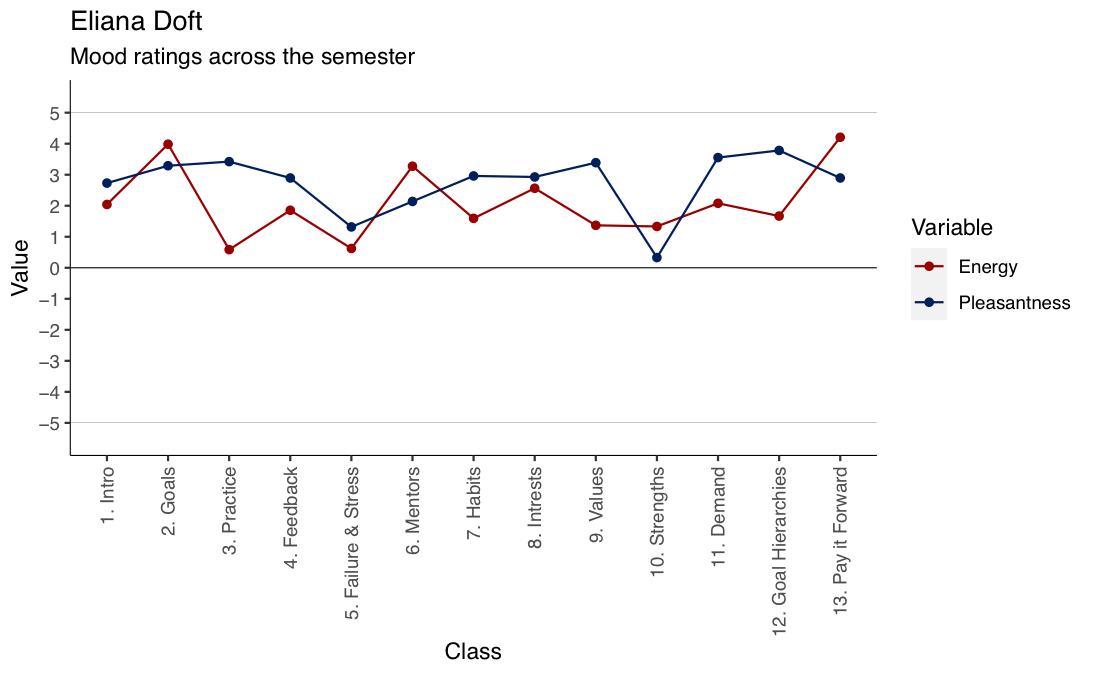 Eliana Doft
Mood ratings across the semester
Value
5
4
3
2
1
0
−1
−2
−3
−4
−5
1. Intro
2. Goals
3. Practice
4. Feedback
5. Failure & Stress
6. Mentors
7. Habits
8. Intrests
9. Values
10. Strengths
11. Demand
12. Goal Hierarchies
13. Pay it Forward
Class
Variable
Energy
Pleasantness